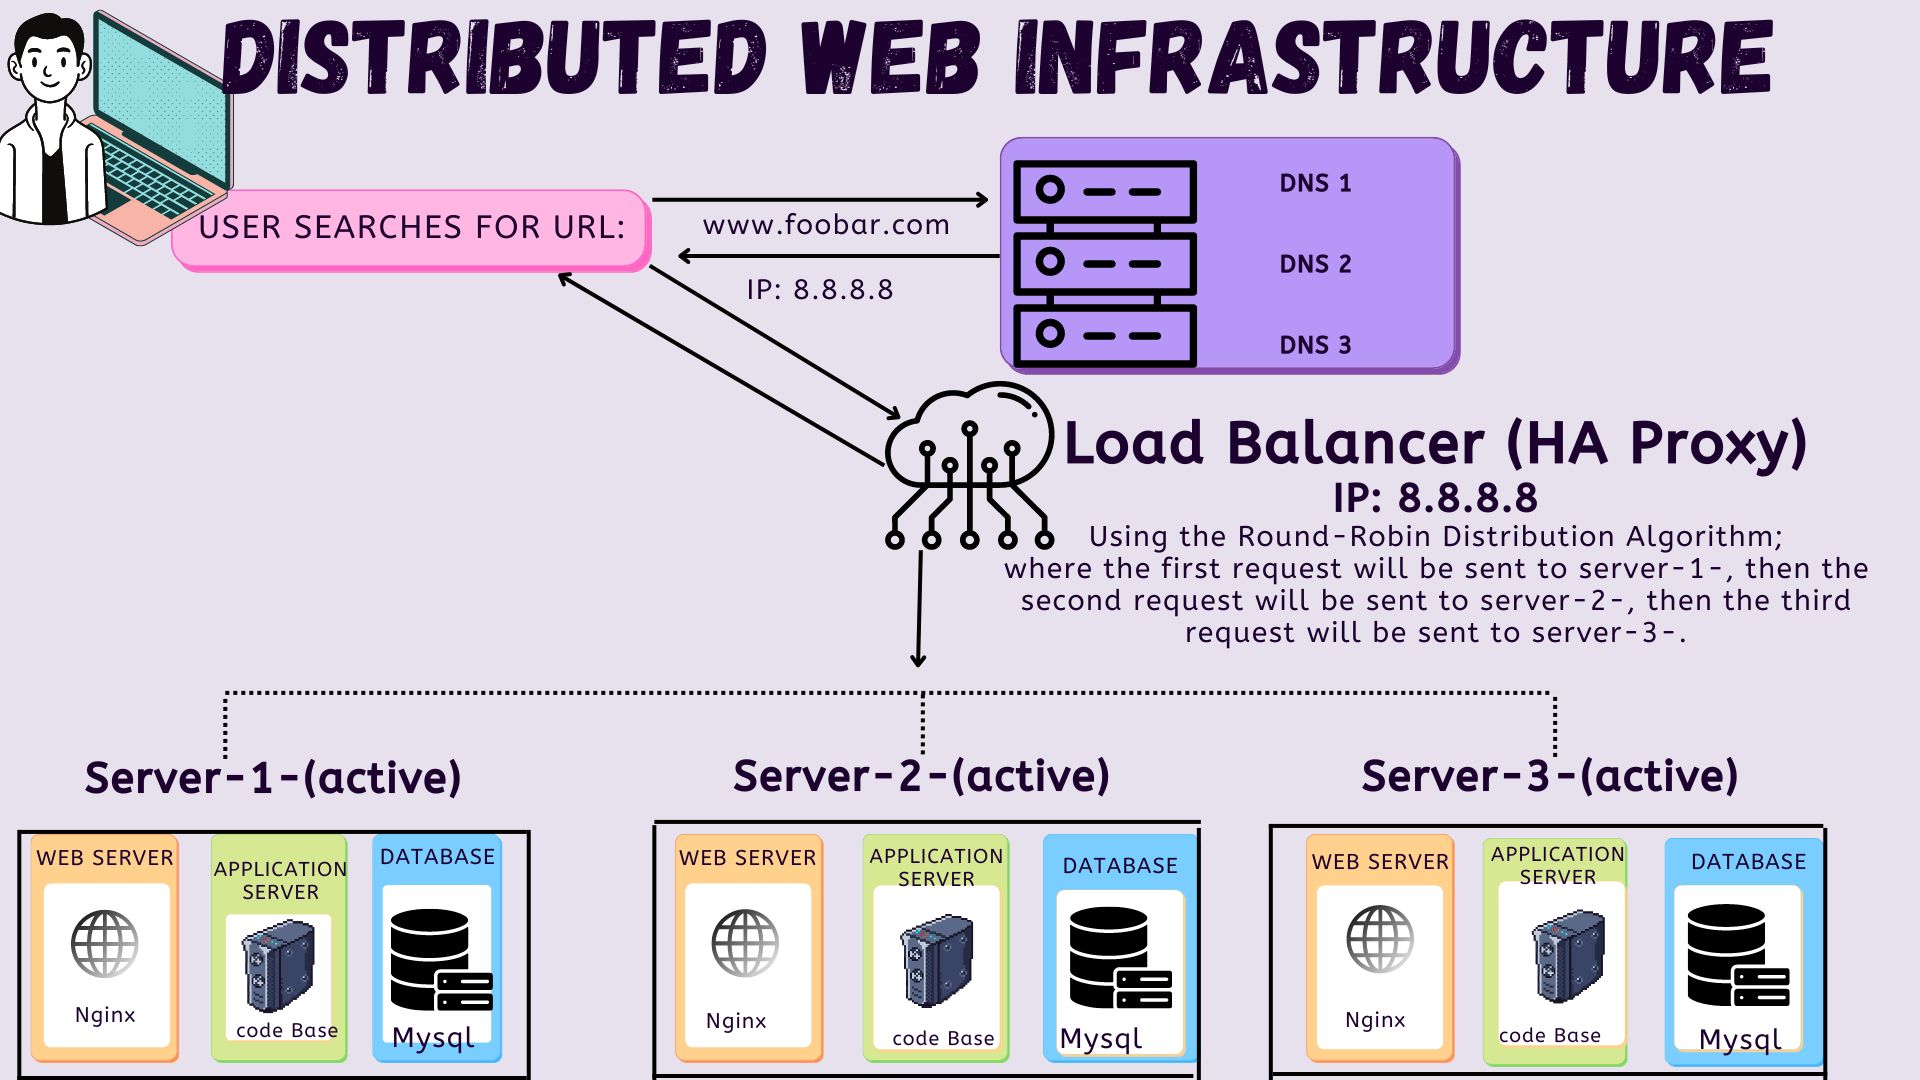 DISTRIBUTED WEB INFRASTRUCTURE
USER SEARCHES FOR URL:
www.foobar.com
IP: 8.8.8.8
DNS 1
DNS 2
DNS 3
Load Balancer (HA Proxy)
IP: 8.8.8.8
Using the Round-Robin Distribution Algorithm;
where the first request will be sent to server-1-, then the
second request will be sent to server-2-, then the third
request will be sent to server-3-.
Server-1-(active)
WEB SERVER
Nginx
APPLICATION
SERVER
code Base
DATABASE
Mysql
Server-2-(active)
WEB SERVER
Nginx
APPLICATION
SERVER
code Base
DATABASE
Mysql
Server-3-(active)
WEB SERVER
Nginx
APPLICATION
SERVER
code Base
DATABASE
Mysql